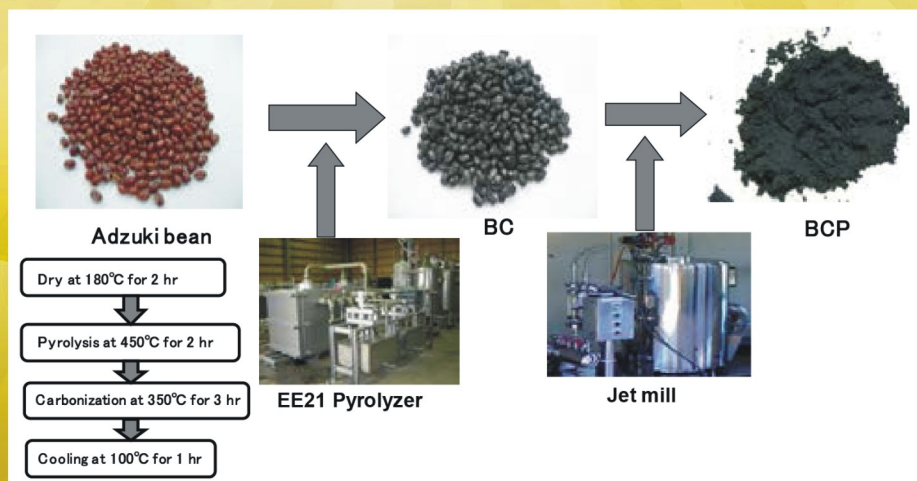 Adzuki bean
BC
BCP
Dry at 180℃ for 2 hr
Pyrolysis at 450℃ for 2 hr
Carbonization at 350℃ for 3 hr
Cooling at 100℃ for 1 hr
EE21 Pyrolyzer
Jet mill